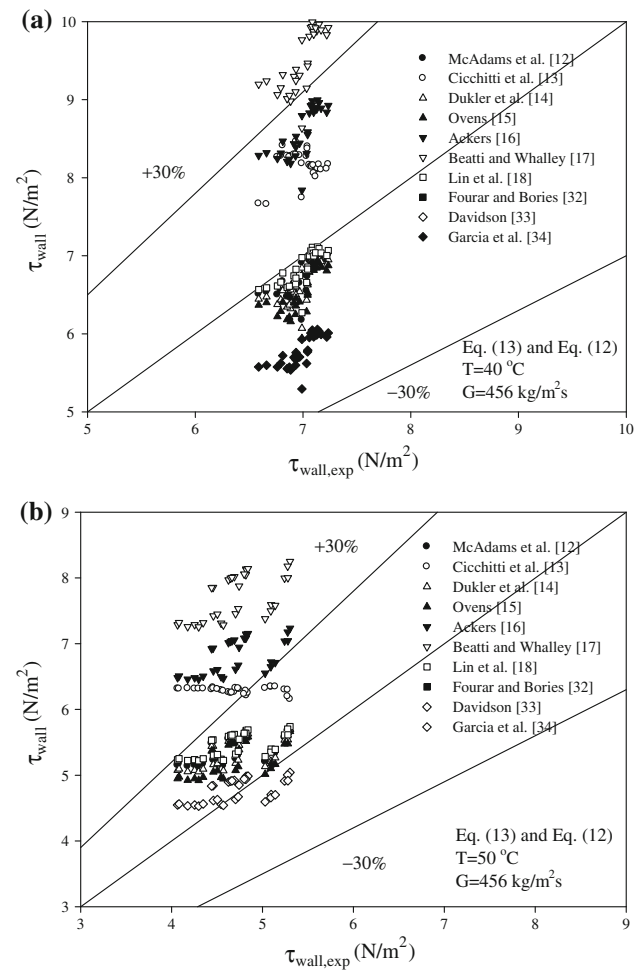 (a)
10
9
8
7
6
5
τwall (N/m²)
+30%
McAdams et al. [12]
Cicchitti et al. [13]
Dukler et al. [14]
Ovens [15]
Ackers [16]
Beatti and Whalley [17]
Lin et al. [18]
Fourar and Bories [32]
Davidson [33]
Garcia et al. [34]
Eq. (13) and Eq. (12)
T=40 °C
G=456 kg/m²s
−30%
5 6 7 8 9 10
τwall,exp (N/m²)
(b)
9
8
7
6
5
4
3
τwall (N/m²)
+30%
McAdams et al. [12]
Cicchitti et al. [13]
Dukler et al. [14]
Ovens [15]
Ackers [16]
Beatti and Whalley [17]
Lin et al. [18]
Fourar and Bories [32]
Davidson [33]
Garcia et al. [34]
Eq. (13) and Eq. (12)
T=50 °C
G=456 kg/m²s
−30%
3 4 5 6 7 8 9
τwall,exp (N/m²)